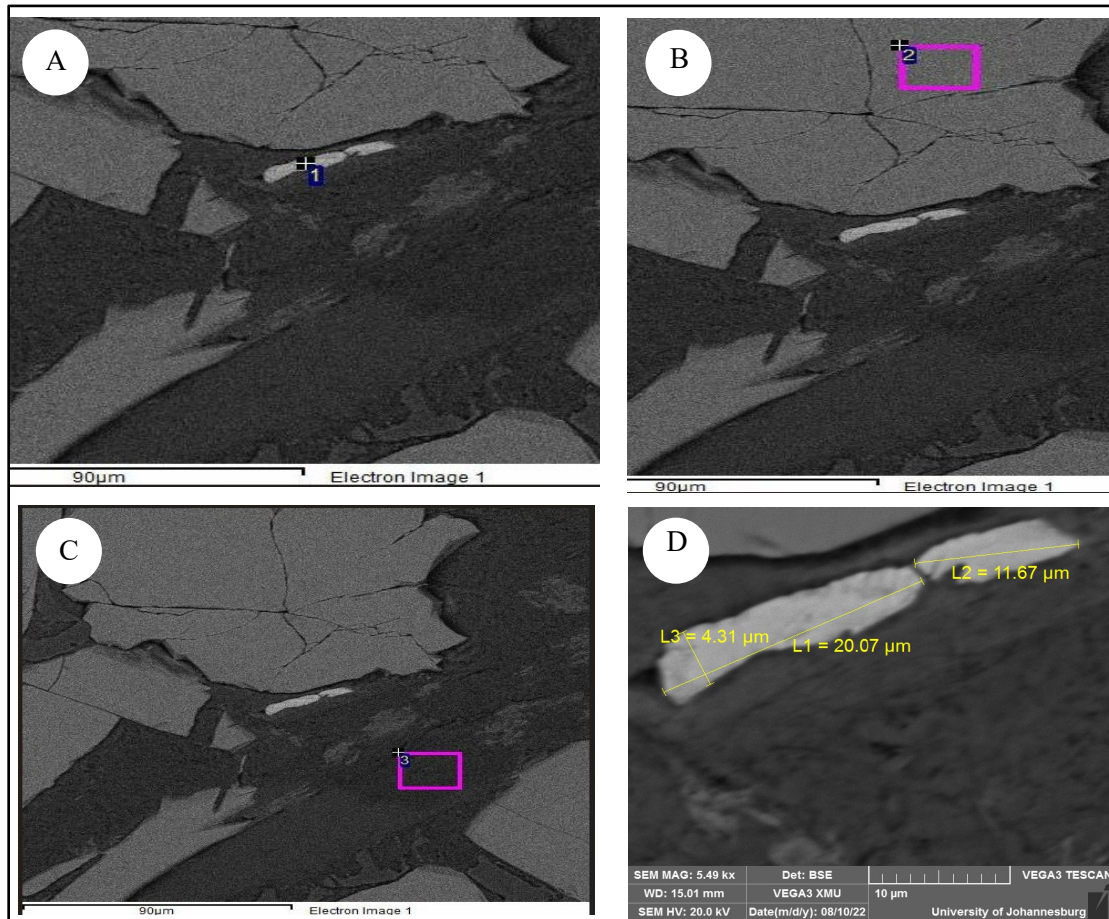 A
1
90µm Electron Image 1
B
2
90µm Electron Image 1
C
3
90µm Electron Image 1
D
L2 = 11.67 µm
L3 = 4.31 µm
L1 = 20.07 µm
SEM MAG: 5.49 kx Det: BSE VEGA3 TESCAN
WD: 15.01 mm VEGA3 XMU 10 µm
SEM HV: 20.0 kV Date(m/d/y): 08/10/22 University of Johannesburg